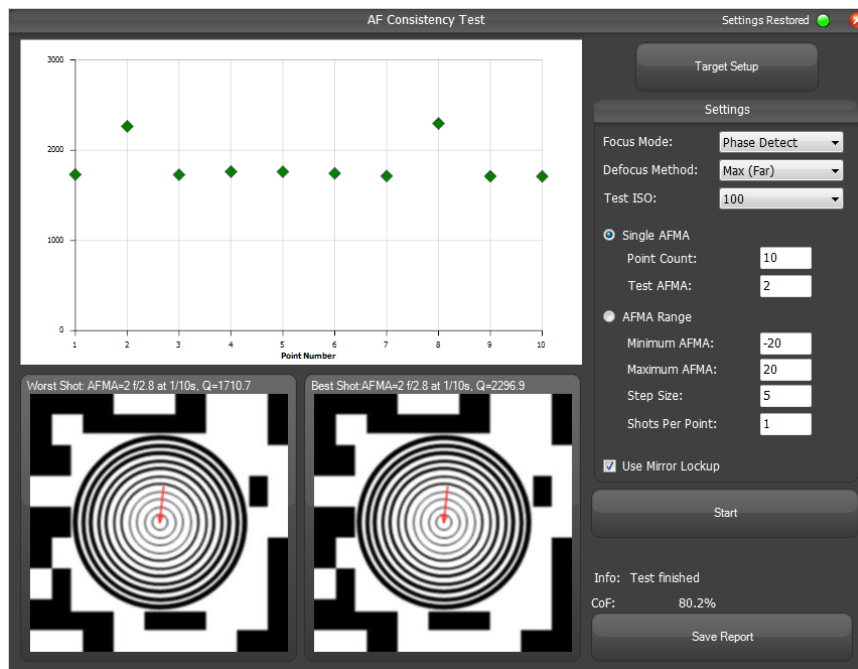 AF Consistency Test
Settings Restored
3000
2000
1000
0
1 2 3 4 5 6 7 8 9 10
Point Number
Worst Shot: AFMA=2 f/2.8 at 1/10s, Q=1710.7
Best Shot:AFMA=2 f/2.8 at 1/10s, Q=2296.9
Target Setup
Settings
Focus Mode: Phase Detect
Defocus Method: Max (Far)
Test ISO: 100
Single AFMA
Point Count: 10
Test AFMA: 2
AFMA Range
Minimum AFMA: -20
Maximum AFMA: 20
Step Size: 5
Shots Per Point: 1
Use Mirror Lockup
Start
Info: Test finished
CoF: 80.2%
Save Report